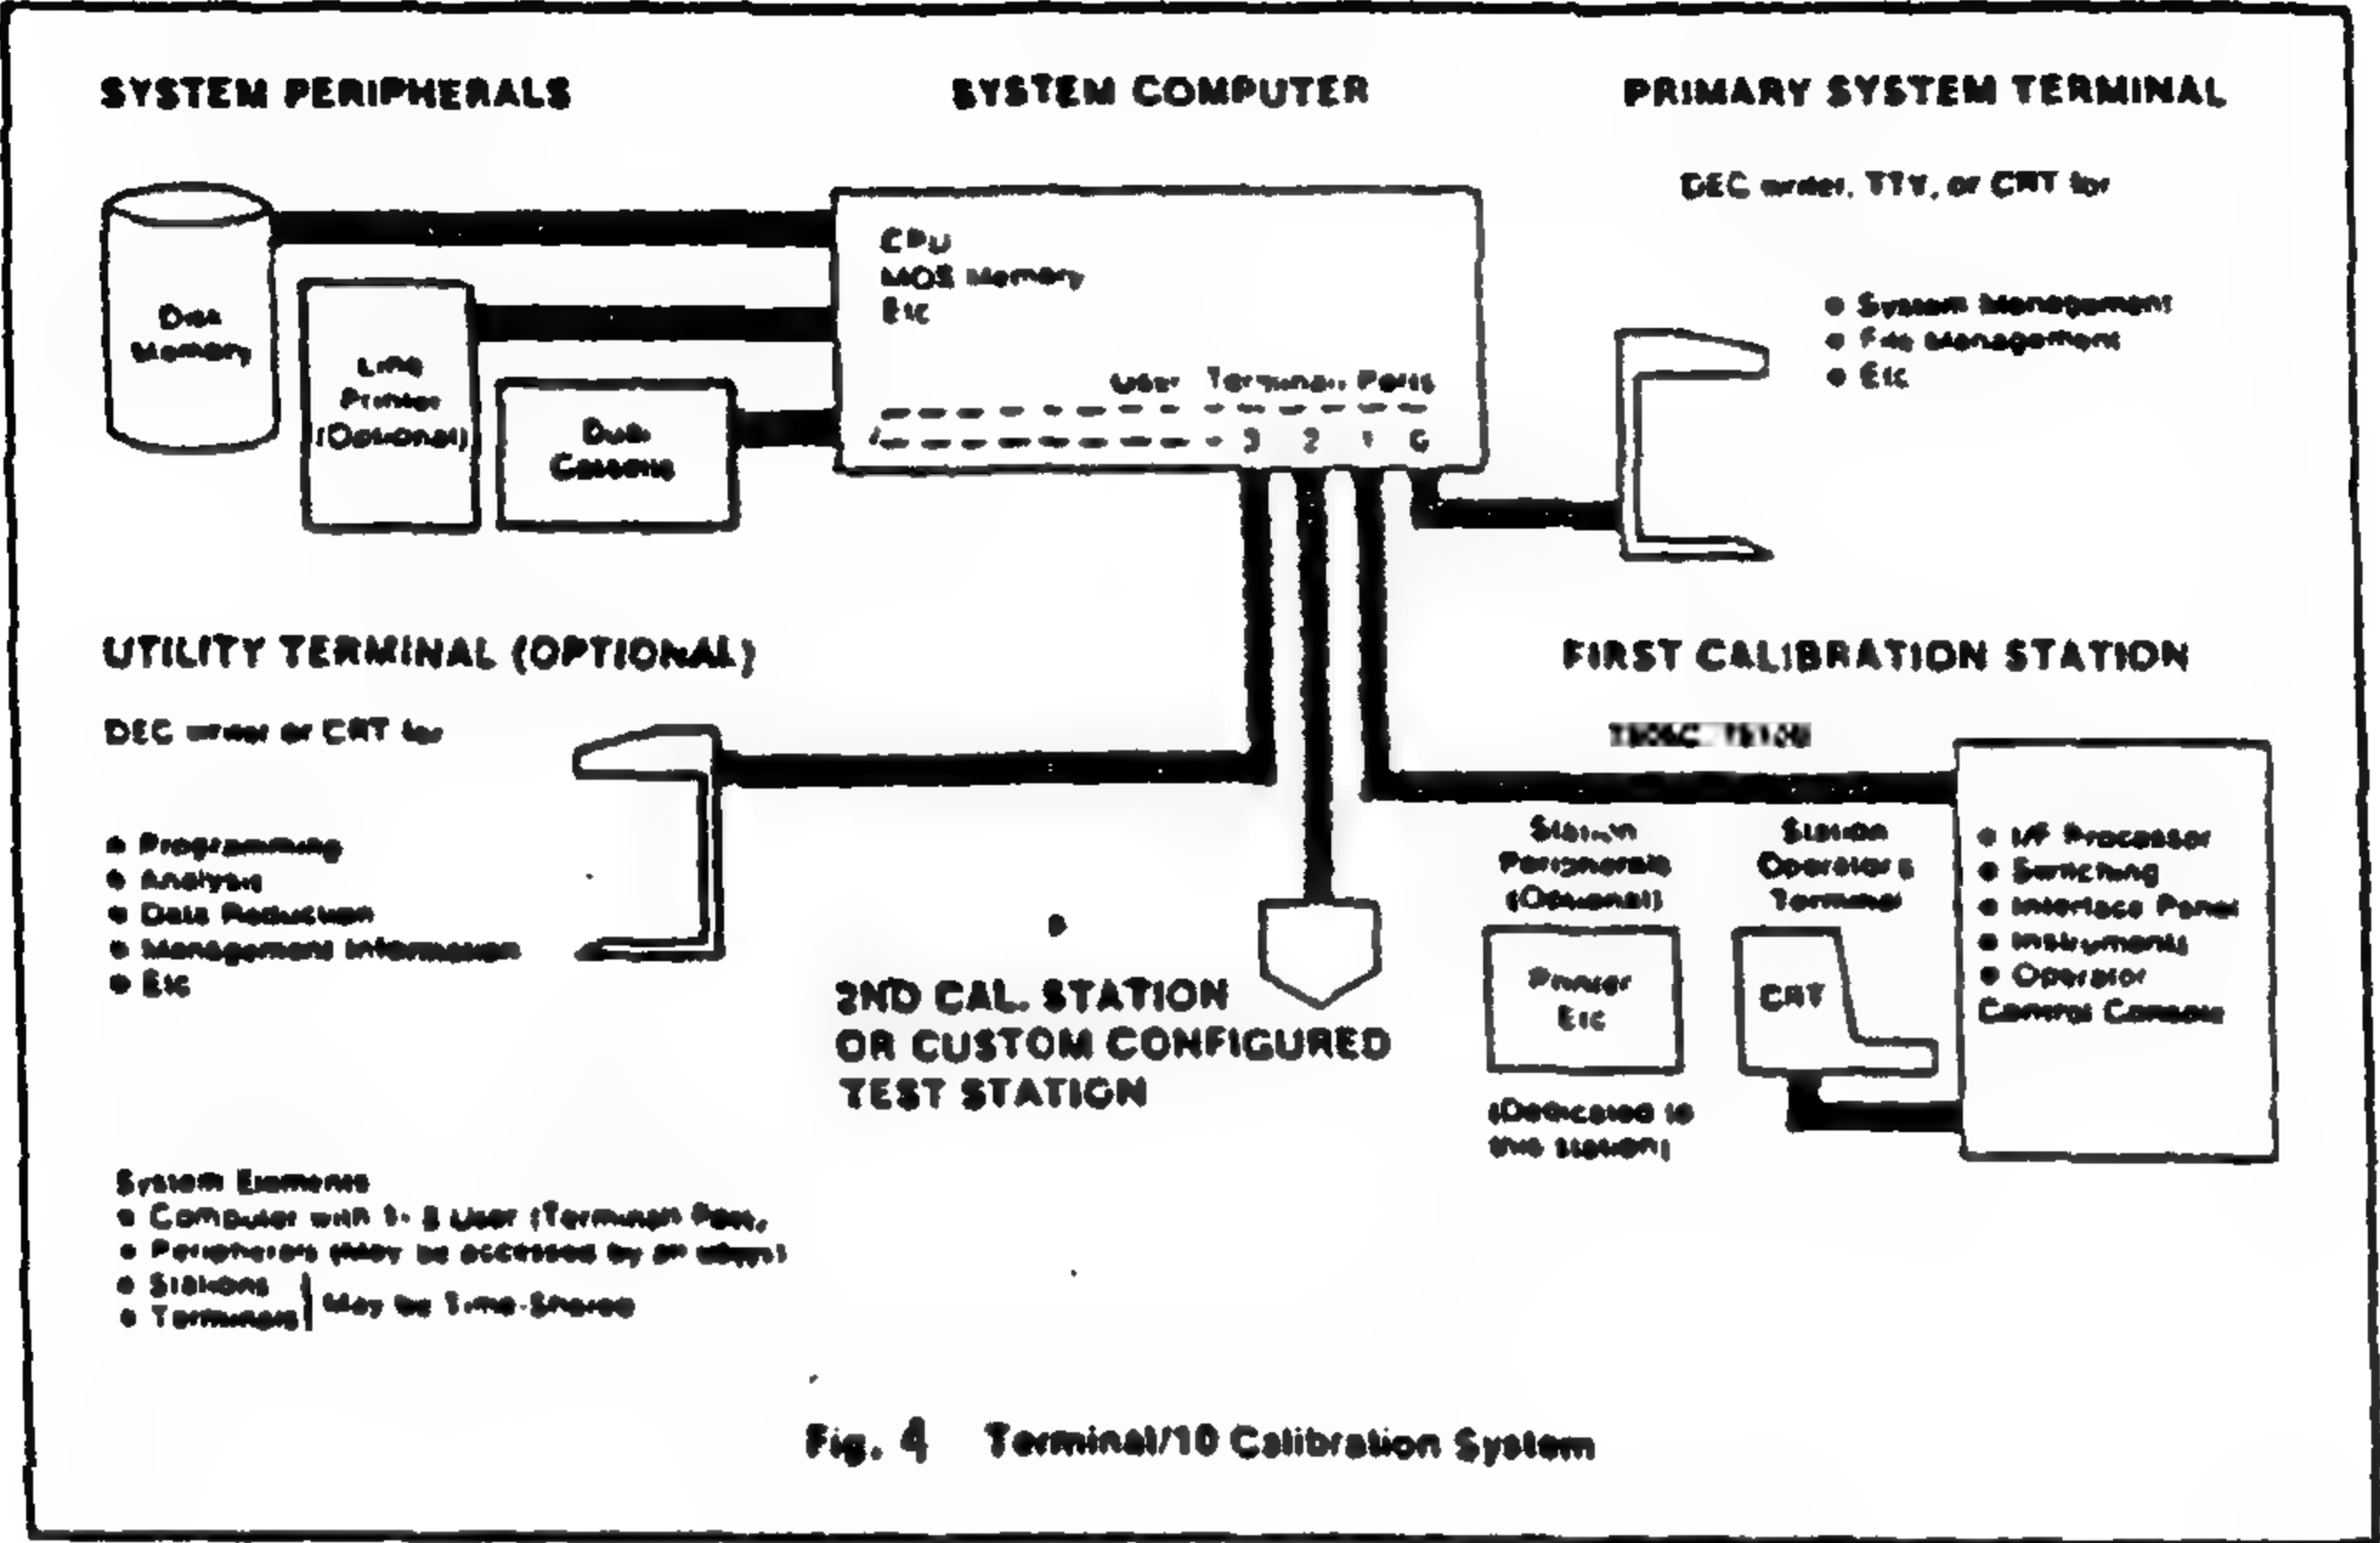 SYSTEM PERIPHERALS
SYSTEM COMPUTER
PRIMARY SYSTEM TERMINAL
DEC writer, TTY, or CRT for
• System Management
• File Management
• Etc
CPU
MOS Memory
Etc
User Terminal Ports
3 2 1 0
Disk
Memory
Line
Printer
(Optional)
Dual
Cassette
UTILITY TERMINAL (OPTIONAL)
DEC writer or CRT for
• Programming
• Analysis
• Data Reduction
• Management Information
• Etc
FIRST CALIBRATION STATION
Station
Peripherals
(Optional)
Printer
Etc
(Dedicated to
this station)
Station
Operators
Terminal
CRT
• I/F Processor
• Switching
• Interface Panel
• Instruments
• Operator
Control Console
2ND CAL. STATION
OR CUSTOM CONFIGURED
TEST STATION
System Elements
• Computer with 1- 8 User (Terminal) Ports
• Peripherals (May be accessed by all users)
• Stations
• Terminals
May be Time-Shared
Fig. 4 Terminal/10 Calibration System